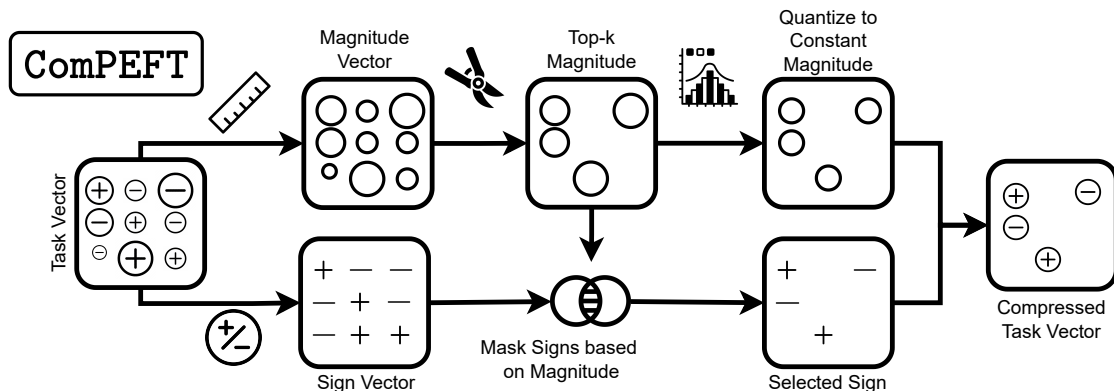 ComPEFT
Magnitude
Vector
Top-k
Magnitude
Quantize to
Constant
Magnitude
Task Vector
Mask Signs based
on Magnitude
Sign Vector
Selected Sign
Compressed
Task Vector